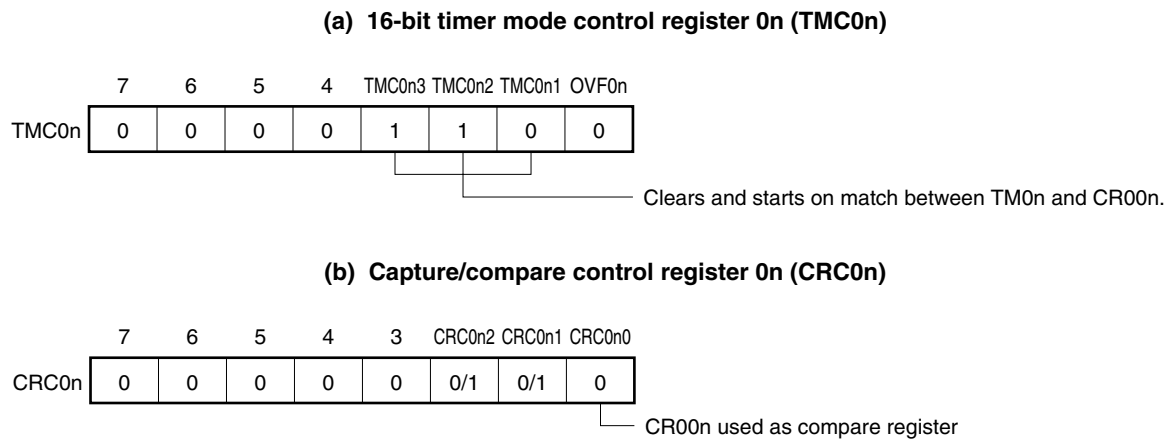 (a) 16-bit timer mode control register 0n (TMC0n)
7 6 5 4 TMC0n3 TMC0n2 TMC0n1 OVF0n
TMC0n 0 0 0 0 1 1 0 0
Clears and starts on match between TM0n and CR00n.
(b) Capture/compare control register 0n (CRC0n)
7 6 5 4 3 CRC0n2 CRC0n1 CRC0n0
CRC0n 0 0 0 0 0 0/1 0/1 0
CR00n used as compare register